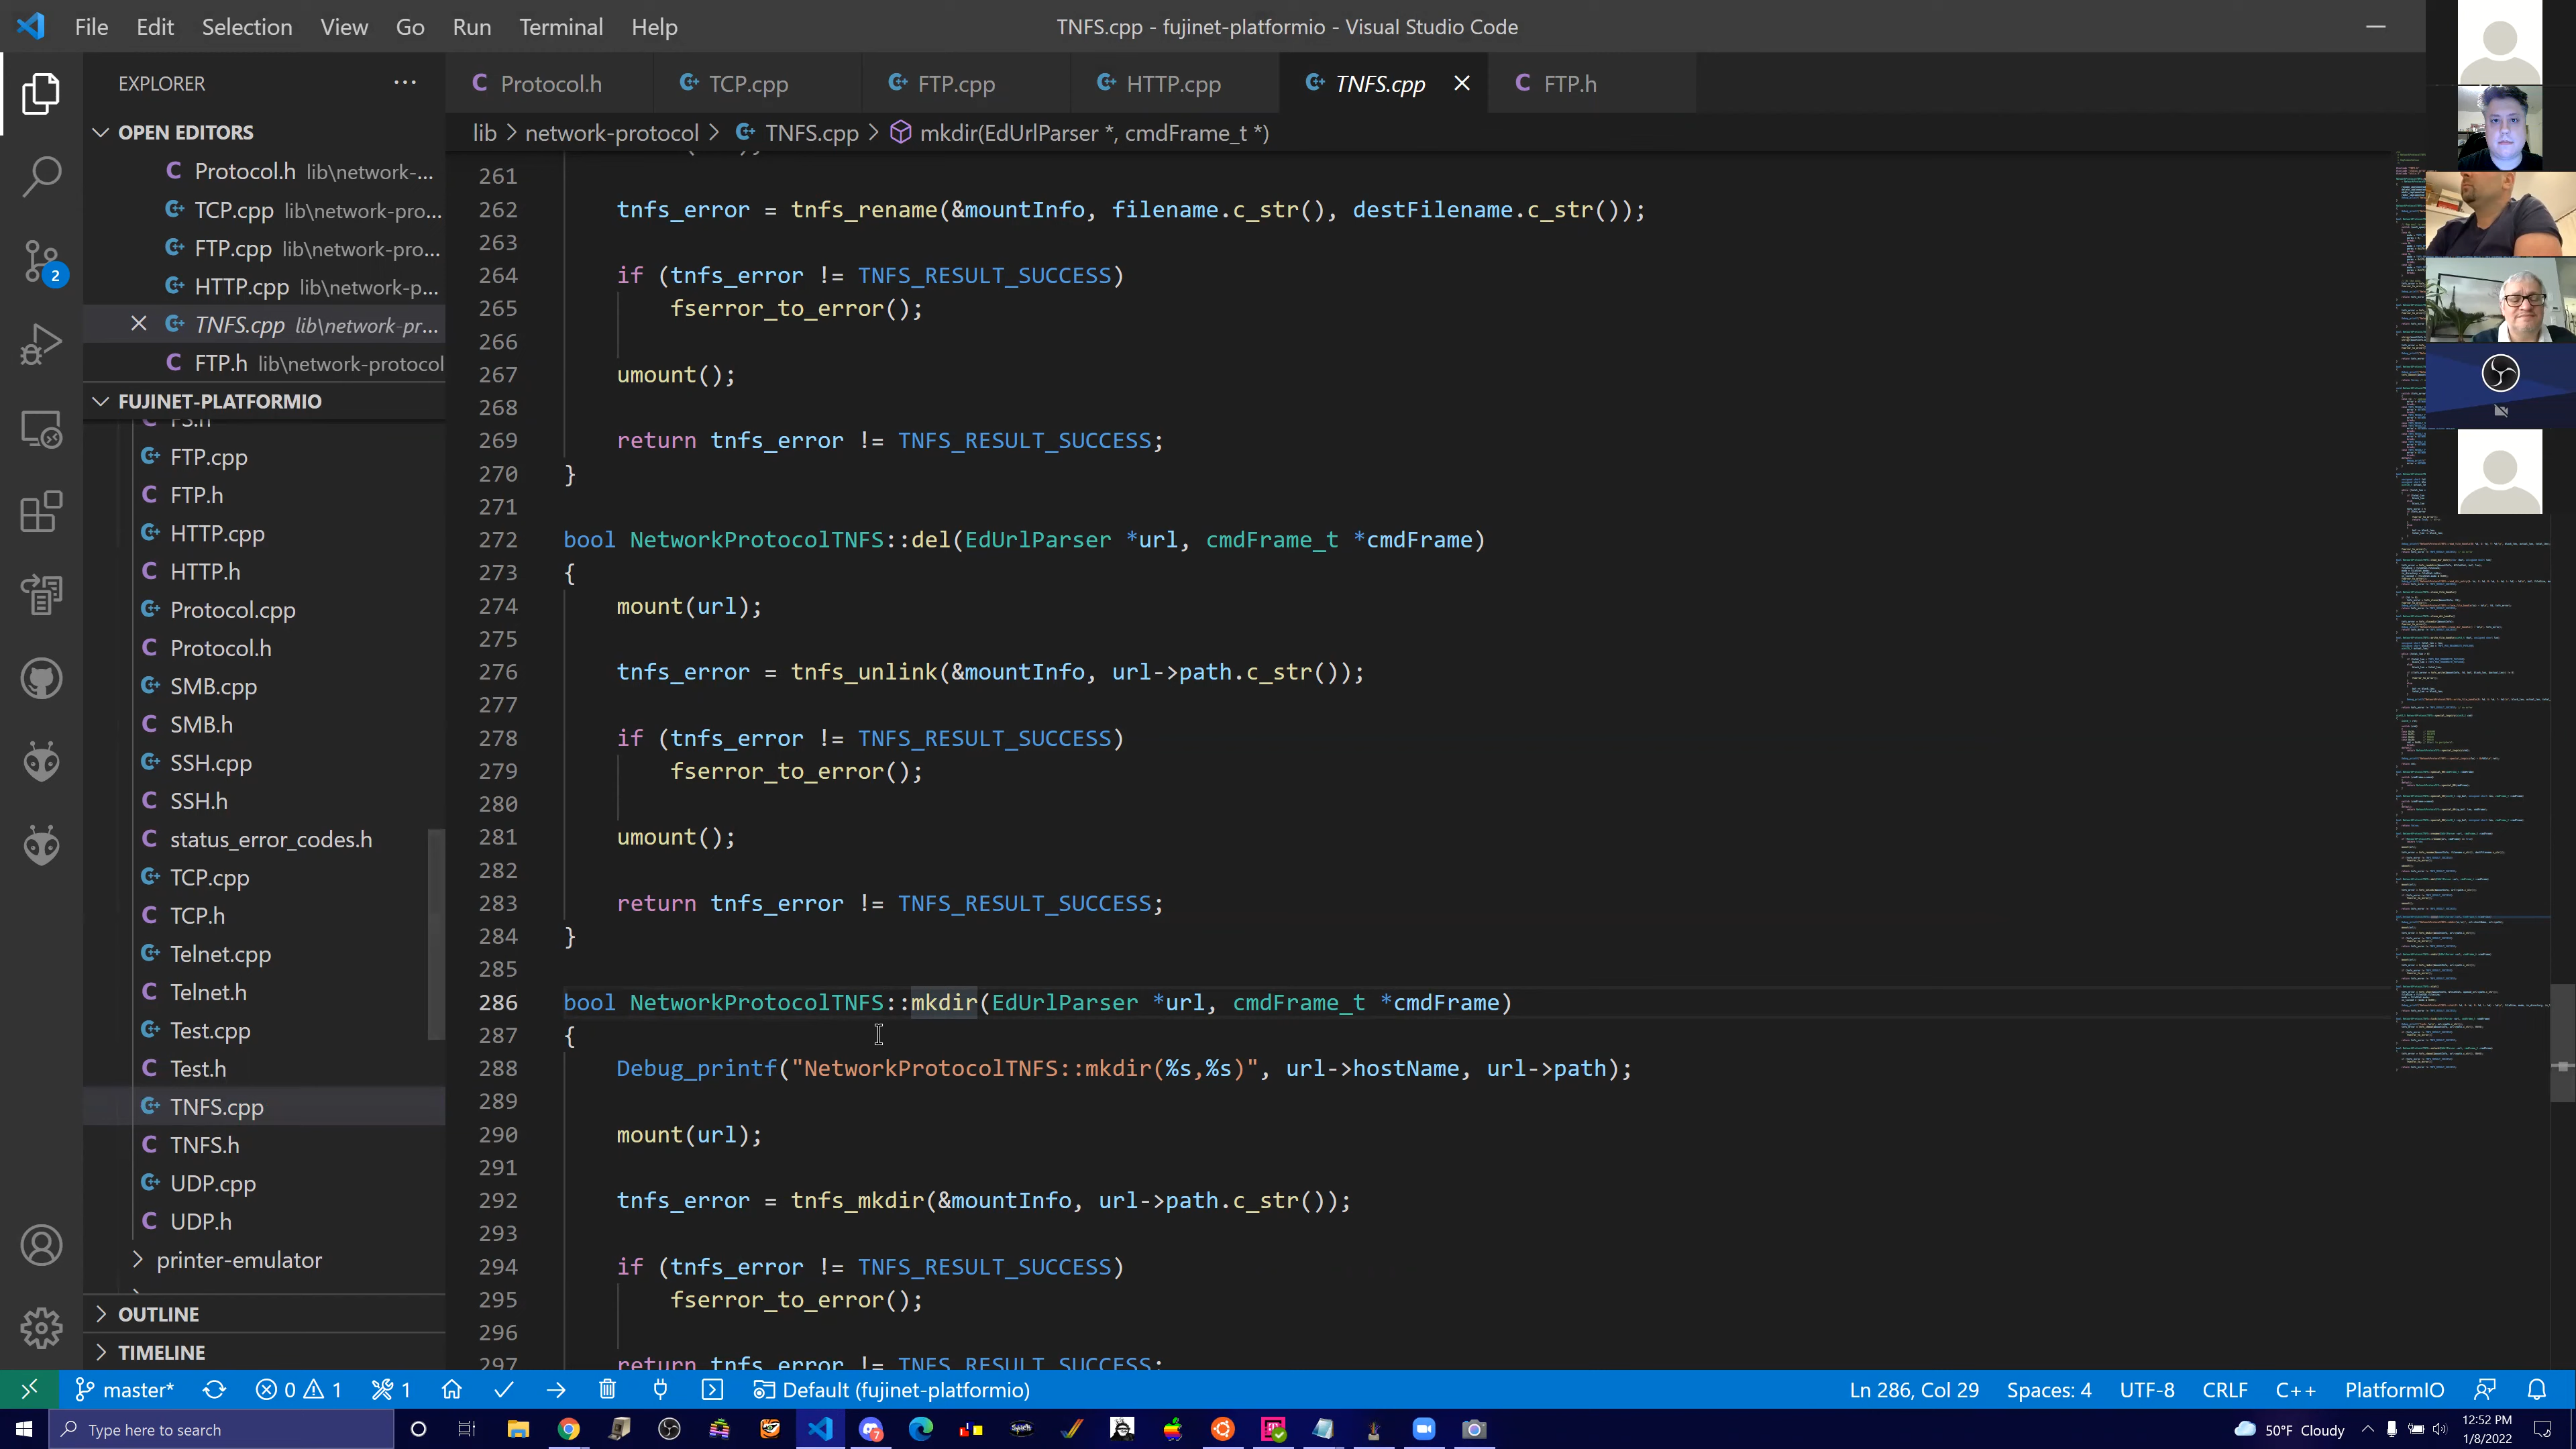 File Edit Selection View Go Run Terminal Help
TNFS.cpp - fujinet-platformio - Visual Studio Code
EXPLORER
OPEN EDITORS
Protocol.h lib\network-...
TCP.cpp lib\network-pro...
FTP.cpp lib\network-pro...
HTTP.cpp lib\network-p...
TNFS.cpp lib\network-pr...
FTP.h lib\network-protocol
FUJINET-PLATFORMIO
FS.h
FTP.cpp
FTP.h
HTTP.cpp
HTTP.h
Protocol.cpp
Protocol.h
SMB.cpp
SMB.h
SSH.cpp
SSH.h
status_error_codes.h
TCP.cpp
TCP.h
Telnet.cpp
Telnet.h
Test.cpp
Test.h
TNFS.cpp
TNFS.h
UDP.cpp
UDP.h
printer-emulator
OUTLINE
TIMELINE
2
Protocol.h TCP.cpp FTP.cpp HTTP.cpp TNFS.cpp FTP.h
lib > network-protocol > TNFS.cpp > mkdir(EdUrlParser *, cmdFrame_t *)
261
262 tnfs_error = tnfs_rename(&mountInfo, filename.c_str(), destFilename.c_str());
263
264 if (tnfs_error != TNFS_RESULT_SUCCESS)
265 fserror_to_error();
266
267 umount();
268
269 return tnfs_error != TNFS_RESULT_SUCCESS;
270 }
271
272 bool NetworkProtocolTNFS::del(EdUrlParser *url, cmdFrame_t *cmdFrame)
273 {
274 mount(url);
275
276 tnfs_error = tnfs_unlink(&mountInfo, url->path.c_str());
277
278 if (tnfs_error != TNFS_RESULT_SUCCESS)
279 fserror_to_error();
280
281 umount();
282
283 return tnfs_error != TNFS_RESULT_SUCCESS;
284 }
285
286 bool NetworkProtocolTNFS::mkdir(EdUrlParser *url, cmdFrame_t *cmdFrame)
287 {
288 Debug_printf("NetworkProtocolTNFS::mkdir(%s,%s)", url->hostName, url->path);
289
290 mount(url);
291
292 tnfs_error = tnfs_mkdir(&mountInfo, url->path.c_str());
293
294 if (tnfs_error != TNFS_RESULT_SUCCESS)
295 fserror_to_error();
296
297 return tnfs_error != TNFS_RESULT_SUCCESS;
master* 0 1 1 Default (fujinet-platformio) Ln 286, Col 29 Spaces: 4 UTF-8 CRLF C++ PlatformIO
Type here to search
50°F Cloudy
12:52 PM
1/8/2022